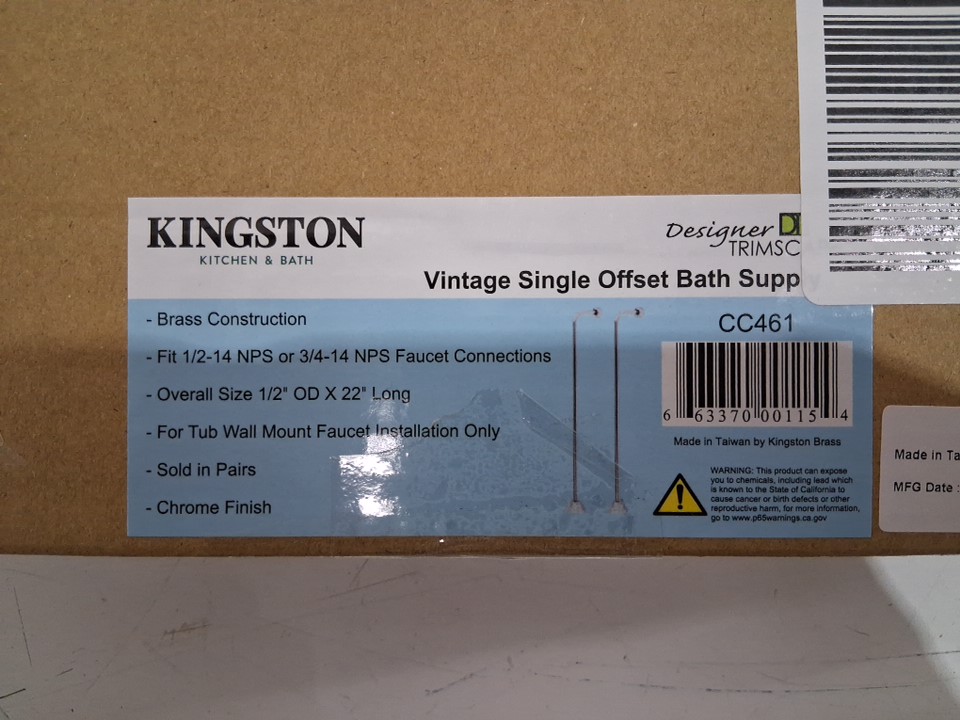 KINGSTON
KITCHEN & BATH
Designer
TRIMSC
Vintage Single Offset Bath Supp
- Brass Construction
- Fit 1/2-14 NPS or 3/4-14 NPS Faucet Connections
- Overall Size 1/2" OD X 22" Long
- For Tub Wall Mount Faucet Installation Only
- Sold in Pairs
- Chrome Finish
CC461
6 63370 00115 4
Made in Taiwan by Kingston Brass
WARNING: This product can expose
you to chemicals, including lead which
is known to the State of California to
cause cancer or birth defects or other
reproductive harm, for more information,
go to www.p65warnings.ca.gov
Made in Ta
MFG Date :